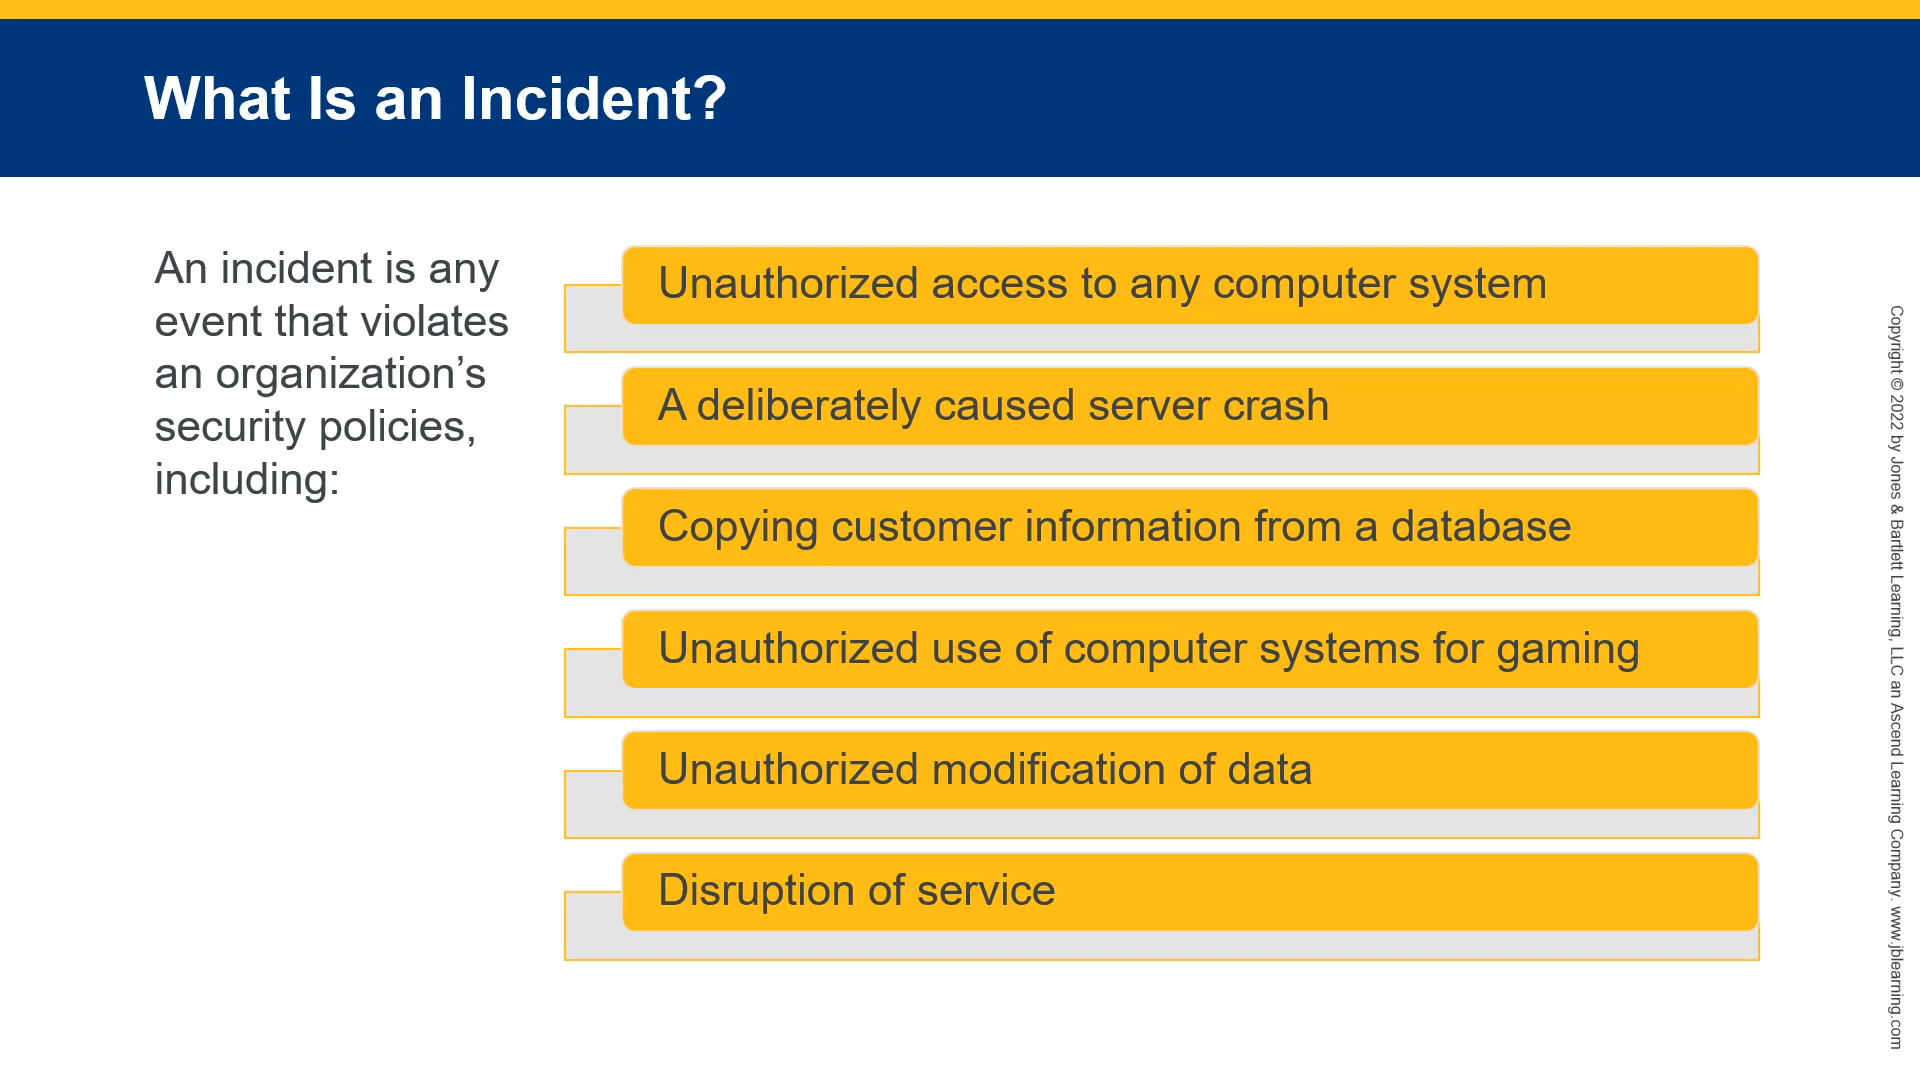 What Is an Incident?
An incident is any
event that violates
an organization’s
security policies,
including:
Unauthorized access to any computer system
A deliberately caused server crash
Copying customer information from a database
Unauthorized use of computer systems for gaming
Unauthorized modification of data
Disruption of service
Copyright © 2022 by Jones & Bartlett Learning, LLC an Ascend Learning Company. www.jblearning.com